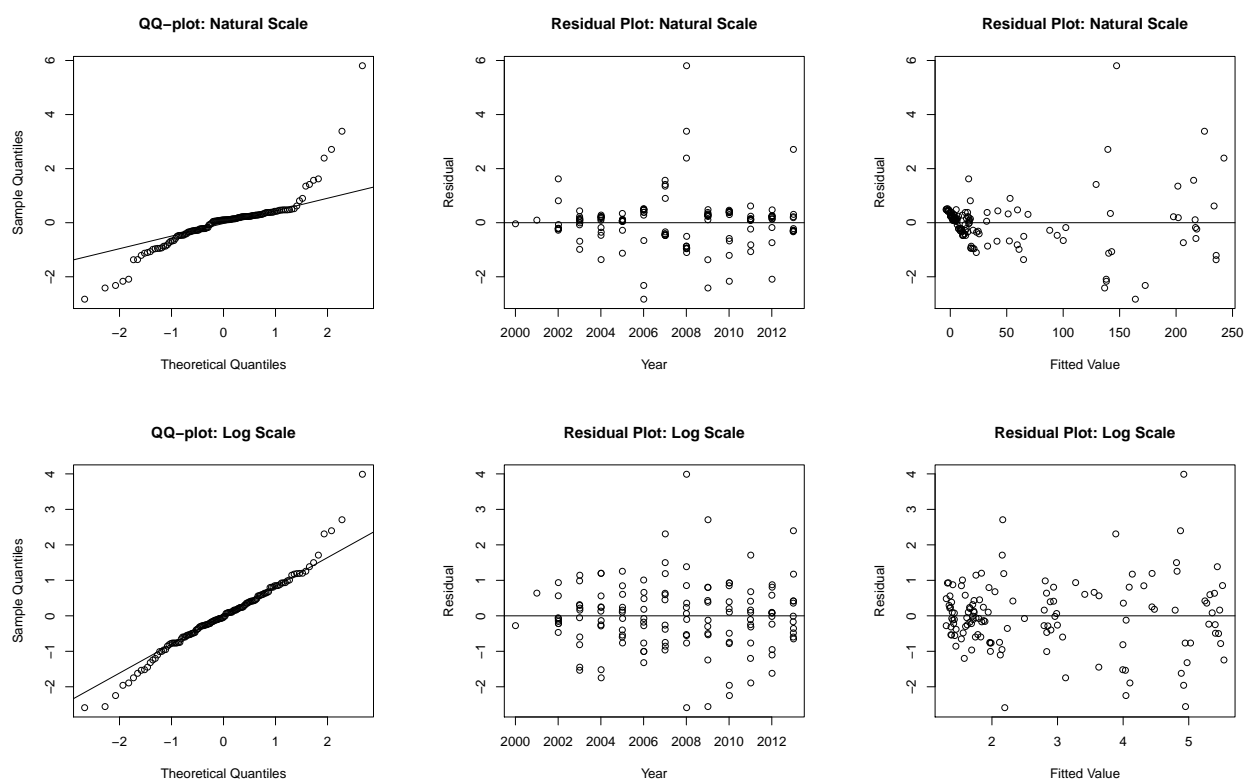 QQ−plot: Natural Scale
Sample Quantiles
6
4
2
0
−2
−2 −1 0 1 2
Theoretical Quantiles
Residual Plot: Natural Scale
Residual
6
4
2
0
−2
2000 2002 2004 2006 2008 2010 2012
Year
Residual Plot: Natural Scale
Residual
6
4
2
0
−2
0 50 100 150 200 250
Fitted Value
QQ−plot: Log Scale
Sample Quantiles
4
3
2
1
0
−1
−2
−2 −1 0 1 2
Theoretical Quantiles
Residual Plot: Log Scale
Residual
4
3
2
1
0
−1
−2
2000 2002 2004 2006 2008 2010 2012
Year
Residual Plot: Log Scale
Residual
4
3
2
1
0
−1
−2
2 3 4 5
Fitted Value